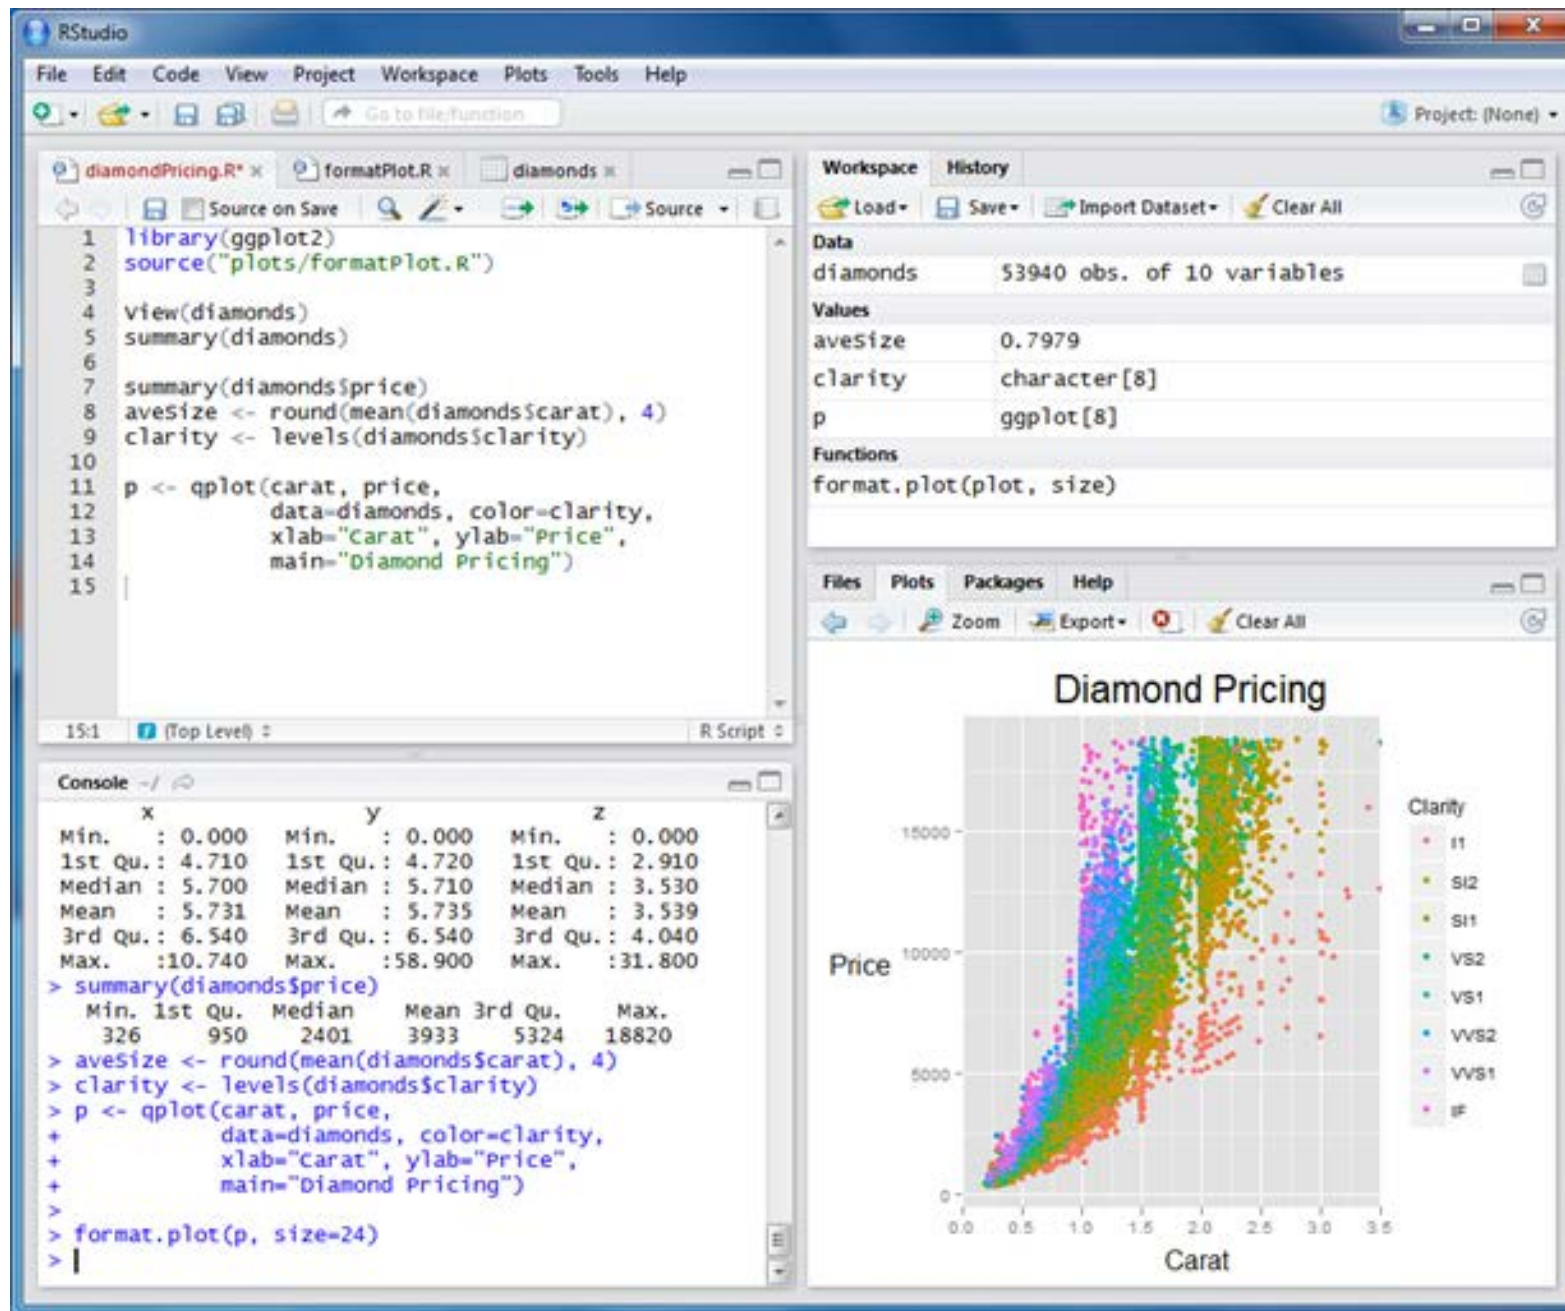 RStudio
File Edit Code View Project Workspace Plots Tools Help
Go to file/function
Project: (None)
diamondPricing.R* formatPlot.R diamonds
Source on Save Source
1 library(ggplot2)
2 source("plots/formatPlot.R")
3
4 View(diamonds)
5 summary(diamonds)
6
7 summary(diamonds$price)
8 aveSize <- round(mean(diamonds$carat), 4)
9 clarity <- levels(diamonds$clarity)
10
11 p <- qplot(carat, price,
12 data=diamonds, color=clarity,
13 xlab="Carat", ylab="Price",
14 main="Diamond Pricing")
15
15:1 (Top Level) R Script
Console ~/
x y z
Min. : 0.000 Min. : 0.000 Min. : 0.000
1st Qu.: 4.710 1st Qu.: 4.720 1st Qu.: 2.910
Median : 5.700 Median : 5.710 Median : 3.530
Mean : 5.731 Mean : 5.735 Mean : 3.539
3rd Qu.: 6.540 3rd Qu.: 6.540 3rd Qu.: 4.040
Max. :10.740 Max. :58.900 Max. :31.800
> summary(diamonds$price)
Min. 1st Qu. Median Mean 3rd Qu. Max.
326 950 2401 3933 5324 18820
> aveSize <- round(mean(diamonds$carat), 4)
> clarity <- levels(diamonds$clarity)
> p <- qplot(carat, price,
+ data=diamonds, color=clarity,
+ xlab="Carat", ylab="Price",
+ main="Diamond Pricing")
>
> format.plot(p, size=24)
>
Workspace History
Load Save Import Dataset Clear All
Data
diamonds 53940 obs. of 10 variables
Values
aveSize 0.7979
clarity character[8]
p ggplot[8]
Functions
format.plot(plot, size)
Files Plots Packages Help
Zoom Export Clear All
Diamond Pricing
Price
15000
10000
5000
0
0.0 0.5 1.0 1.5 2.0 2.5 3.0 3.5
Carat
Clarity
I1
SI2
SI1
VS2
VS1
VVS2
VVS1
IF